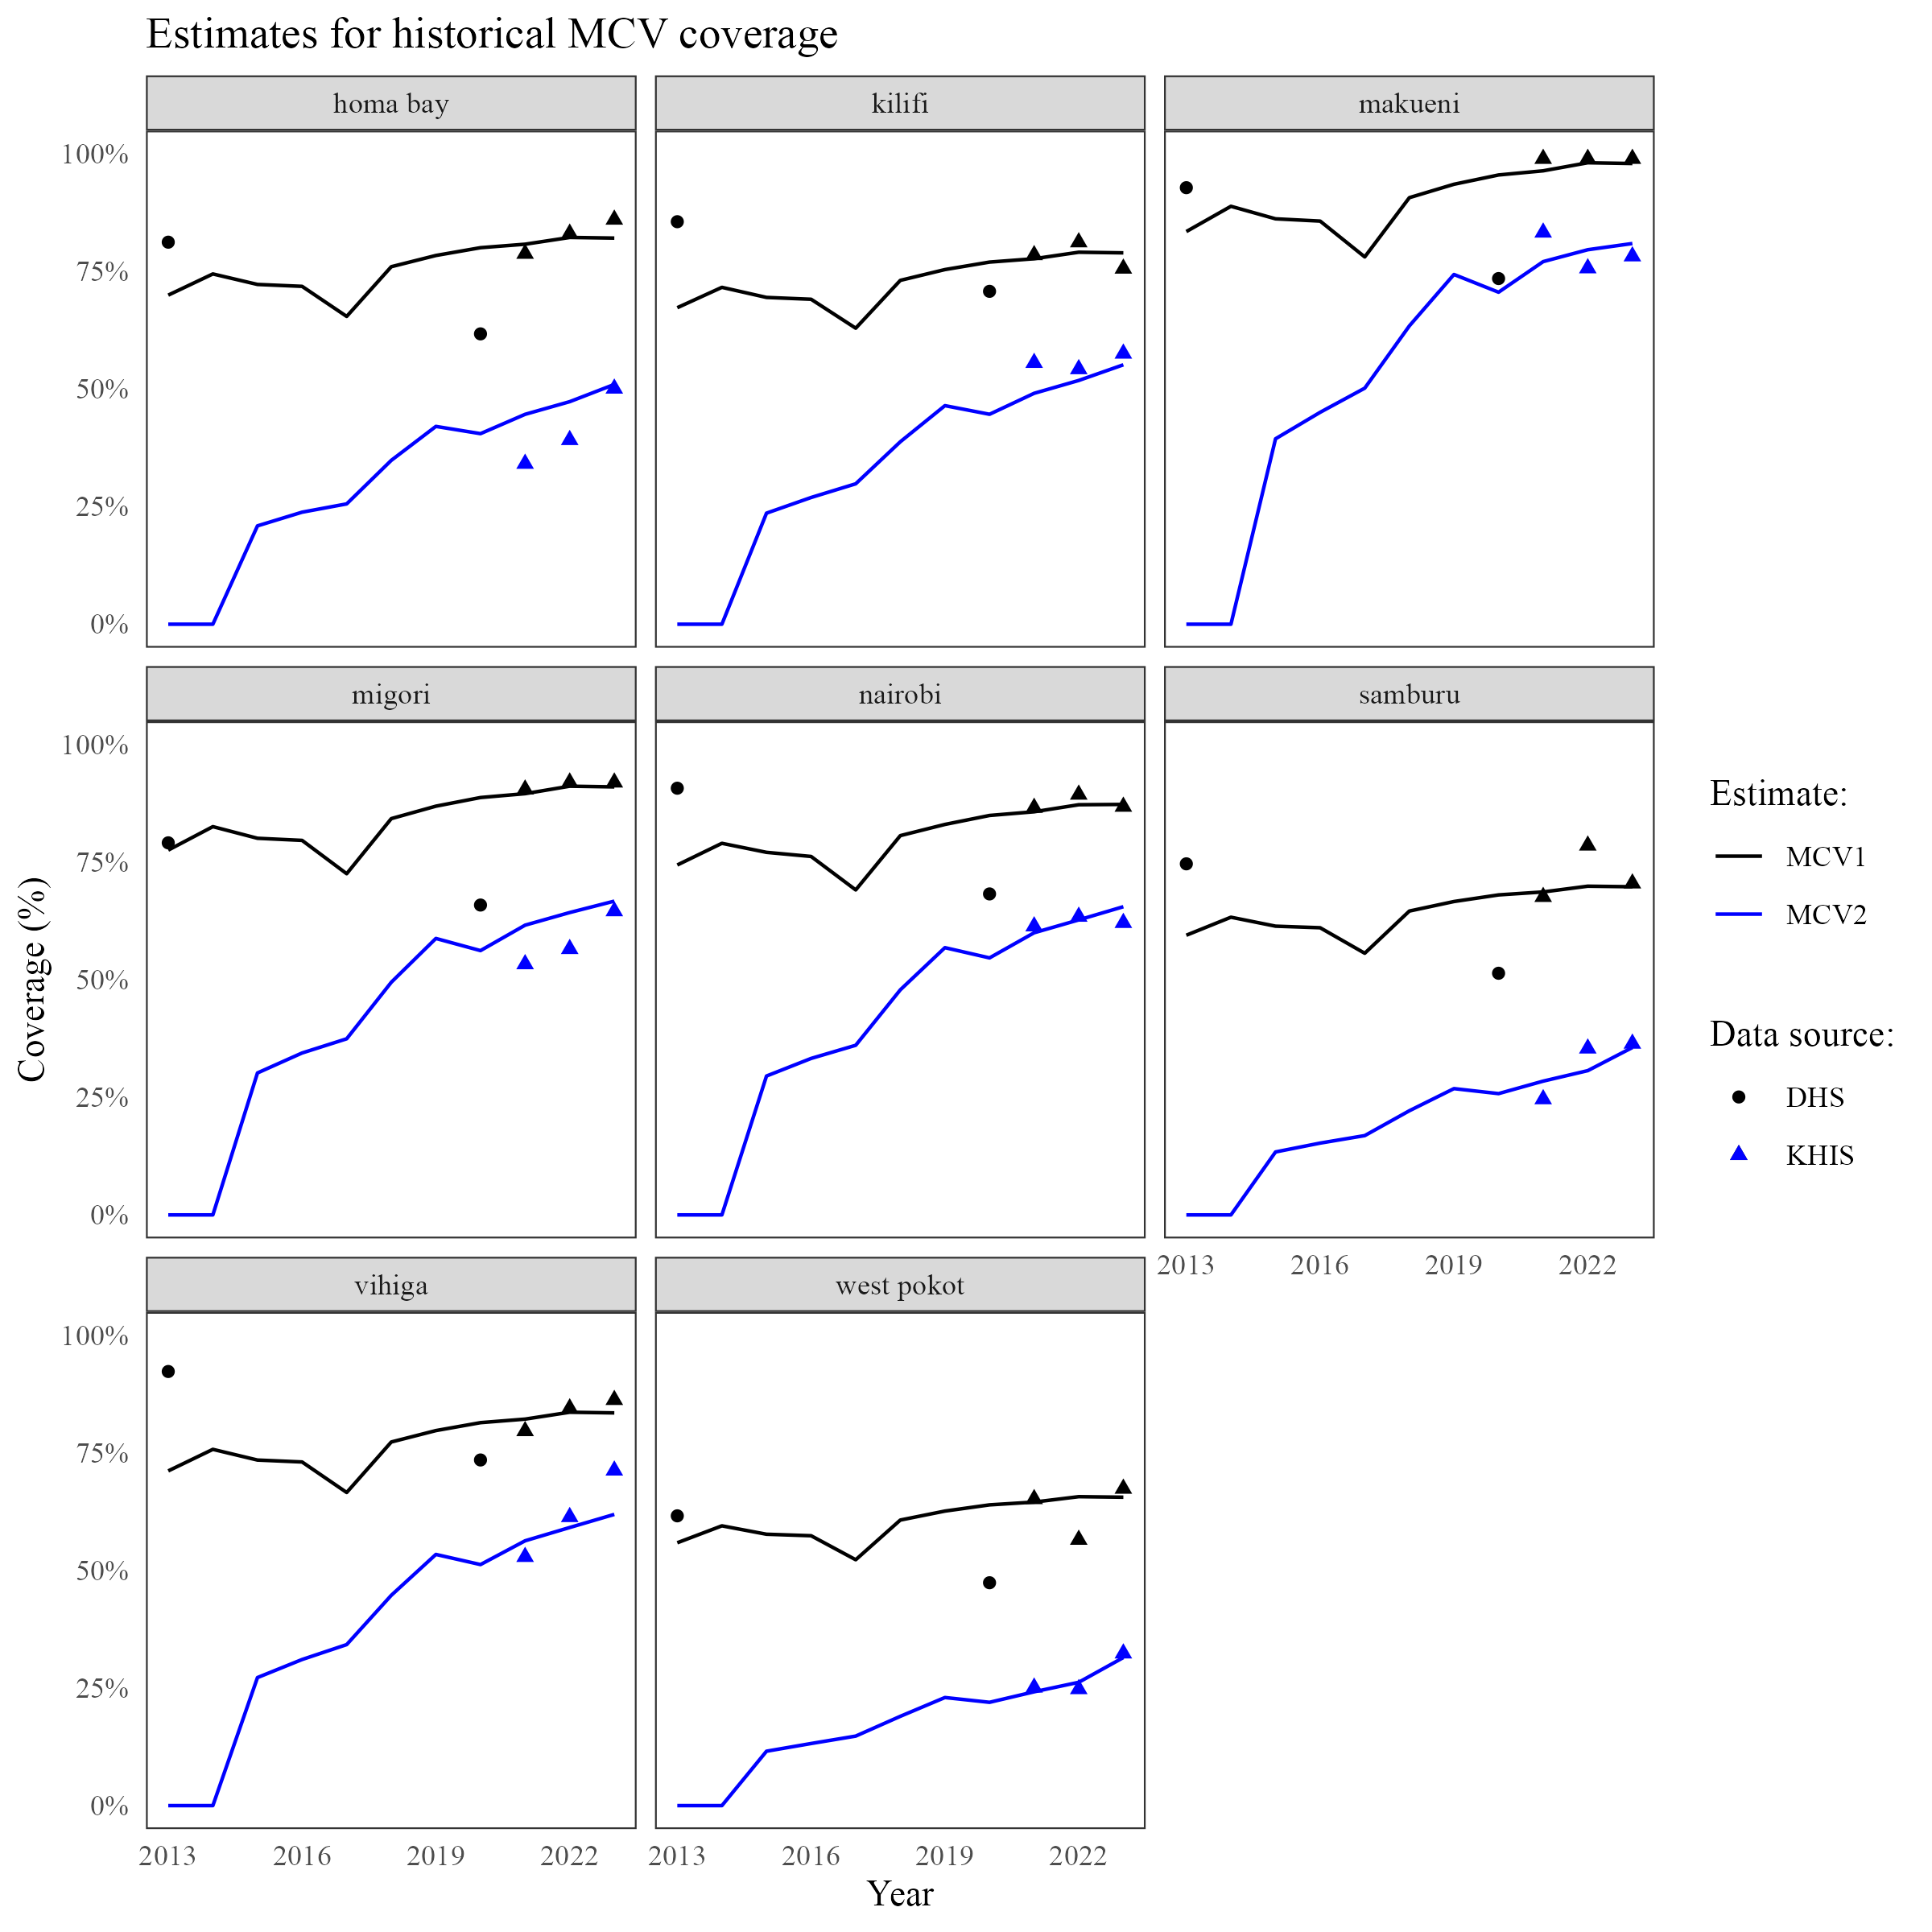 Estimates for historical MCV coverage
homa bay
kilifi
makueni
100%
75%
50%
25%
0%
migori
nairobi
samburu
100%
75%
50%
25%
0%
2013 2016 2019 2022
vihiga
west pokot
100%
75%
50%
25%
0%
2013 2016 2019 2022
2013 2016 2019 2022
Year
Coverage (%)
Estimate:
MCV1
MCV2
Data source:
DHS
KHIS